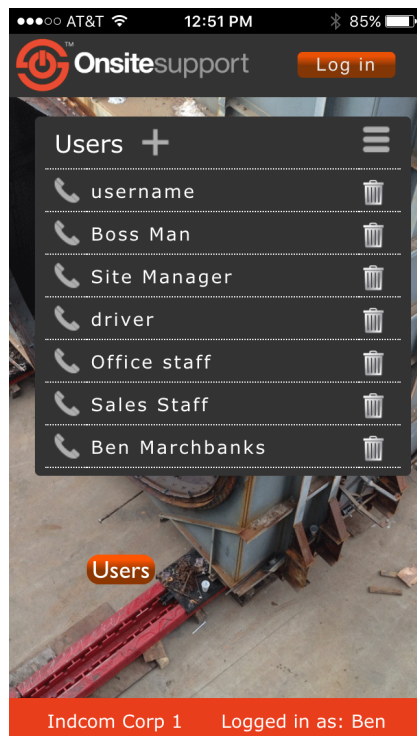 AT&T 12:51 PM 85%
Onsitesupport™ Log in
Users
username
Boss Man
Site Manager
driver
Office staff
Sales Staff
Ben Marchbanks
Users
Indcom Corp 1 Logged in as: Ben